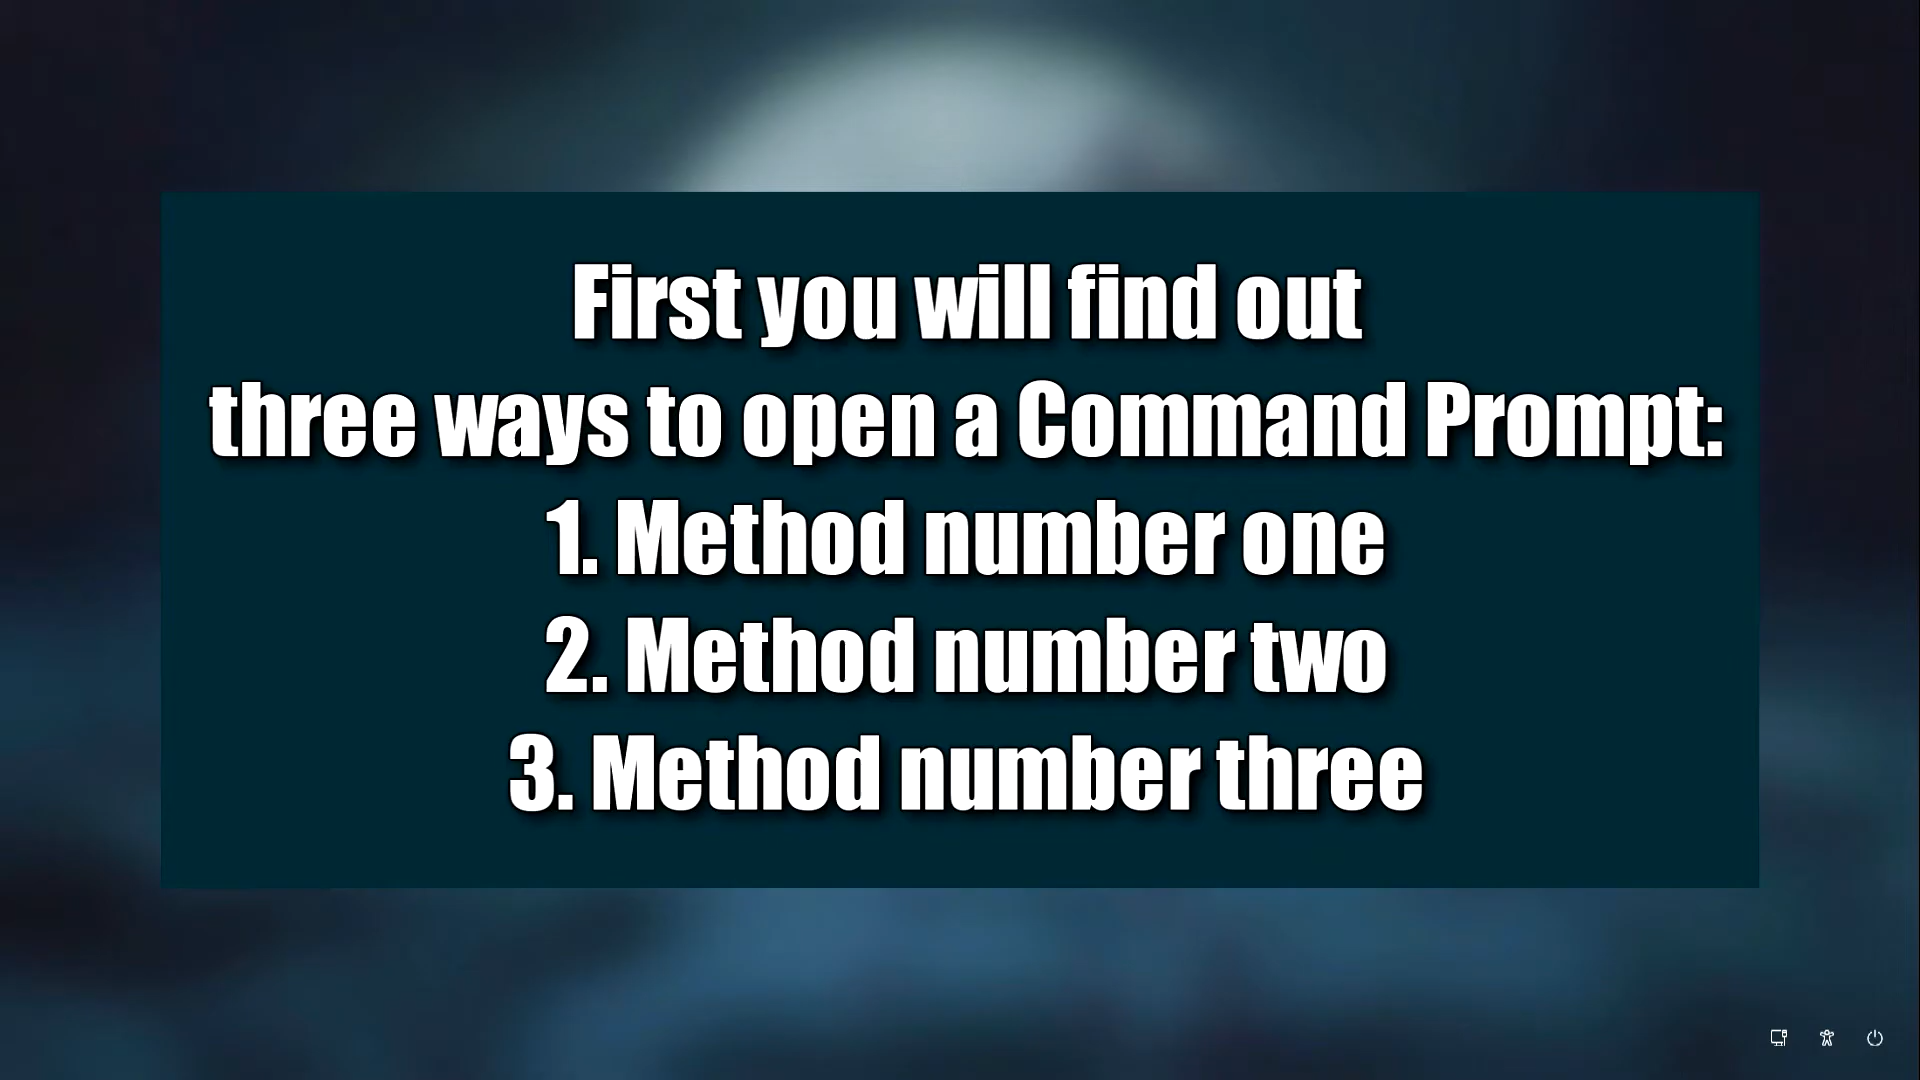 First you will find out
three ways to open a Command Prompt:
1. Method number one
2. Method number two
3. Method number three